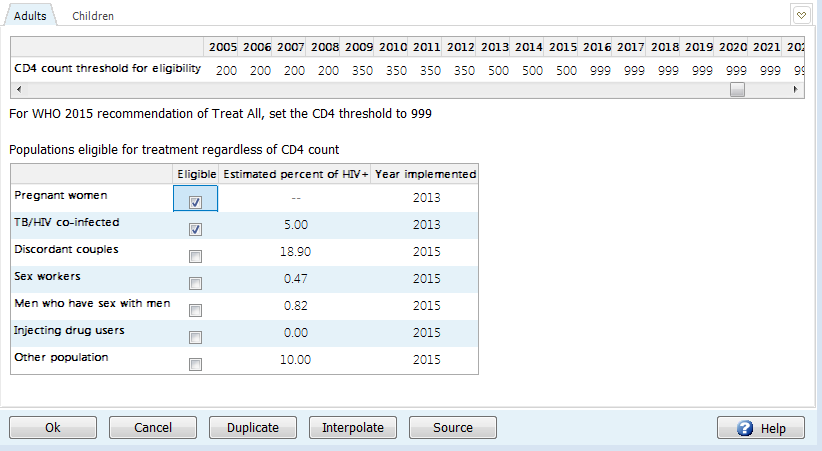 Adults Children
2005 2006 2007 2008 2009 2010 2011 2012 2013 2014 2015 2016 2017 2018 2019 2020 2021 202
CD4 count threshold for eligibility 200 200 200 200 350 350 350 350 500 500 500 999 999 999 999 999 999 99
For WHO 2015 recommendation of Treat All, set the CD4 threshold to 999
Populations eligible for treatment regardless of CD4 count
Eligible Estimated percent of HIV+ Year implemented
Pregnant women -- 2013
TB/HIV co-infected 5.00 2013
Discordant couples 18.90 2015
Sex workers 0.47 2015
Men who have sex with men 0.82 2015
Injecting drug users 0.00 2015
Other population 10.00 2015
Ok Cancel Duplicate Interpolate Source Help